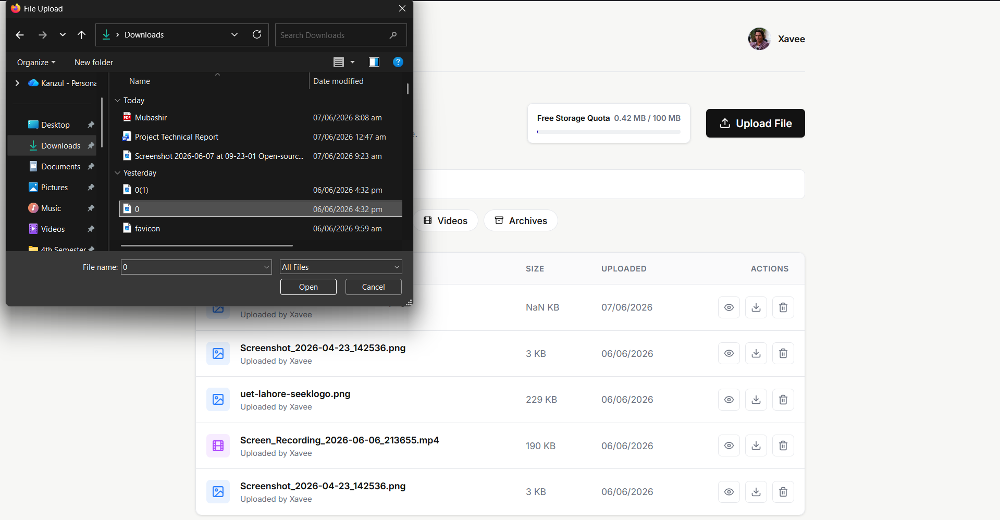 File Upload
Downloads
Search Downloads
Organize
New folder
Kanzul - Persona
Desktop
Downloads
Documents
Pictures
Music
Videos
4th Semester
Name
Date modified
Today
Mubashir 07/06/2026 8:08 am
Project Technical Report 07/06/2026 12:47 am
Screenshot 2026-06-07 at 09-23-01 Open-sourc... 07/06/2026 9:23 am
Yesterday
0(1) 06/06/2026 4:32 pm
0 06/06/2026 4:32 pm
favicon 06/06/2026 9:59 am
File name: 0
All Files
Open
Cancel
Xavee
Free Storage Quota 0.42 MB / 100 MB
Upload File
e.
Videos
Archives
SIZE UPLOADED ACTIONS
Uploaded by Xavee
NaN KB 07/06/2026
Screenshot_2026-04-23_142536.png
Uploaded by Xavee
3 KB 06/06/2026
uet-lahore-seeklogo.png
Uploaded by Xavee
229 KB 06/06/2026
Screen_Recording_2026-06-06_213655.mp4
Uploaded by Xavee
190 KB 06/06/2026
Screenshot_2026-04-23_142536.png
Uploaded by Xavee
3 KB 06/06/2026